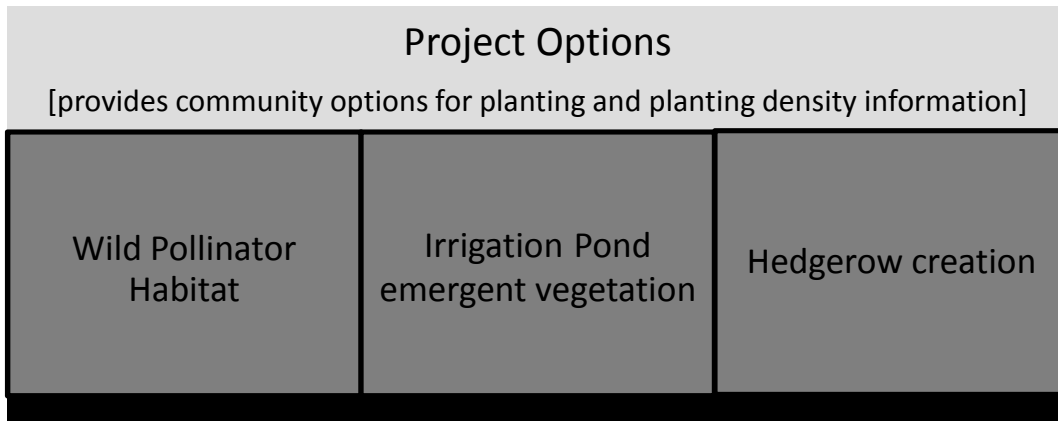 Project Options
[provides community options for planting and planting density information]
Wild Pollinator
Habitat
Irrigation Pond
emergent vegetation
Hedgerow creation